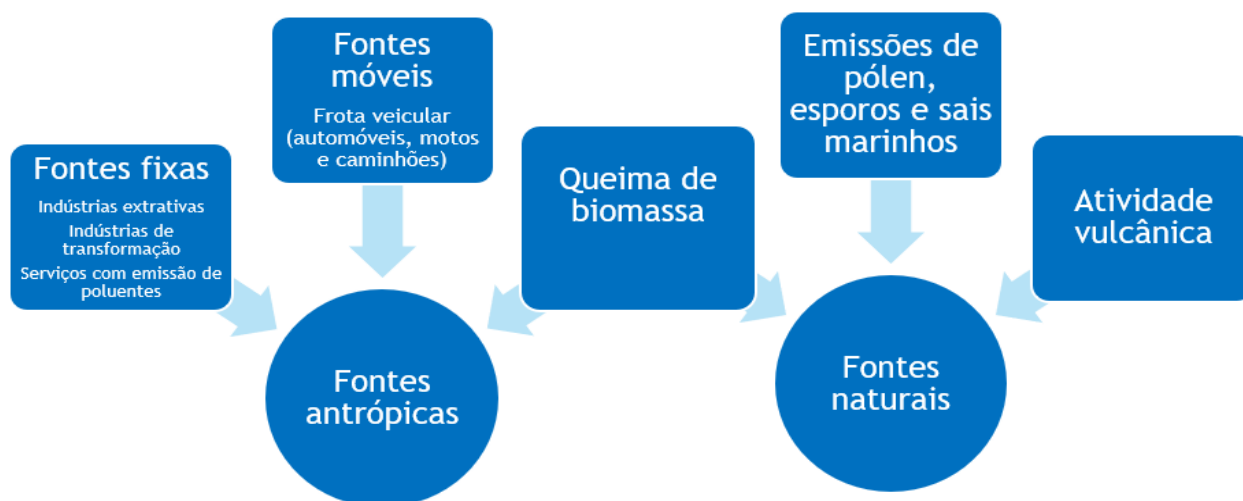 Fontes fixas
Indústrias extrativas
Indústrias de
transformação
Serviços com emissão de
poluentes
Fontes
móveis
Frota veicular
(automóveis, motos
e caminhões)
Queima de
biomassa
Emissões de
pólen,
esporos e sais
marinhos
Atividade
vulcânica
Fontes
antrópicas
Fontes
naturais